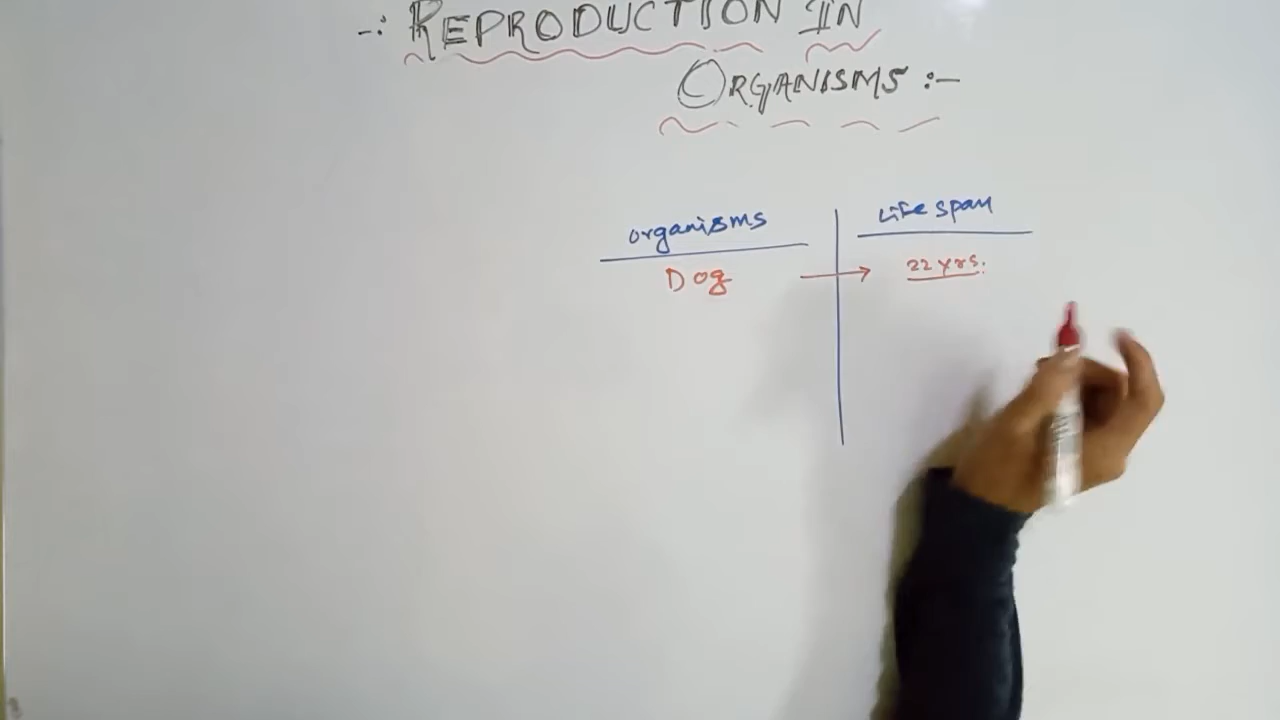 -: REPRODUCTION IN
ORGANISMS :-
organisms
Life span
Dog → 22 yrs.